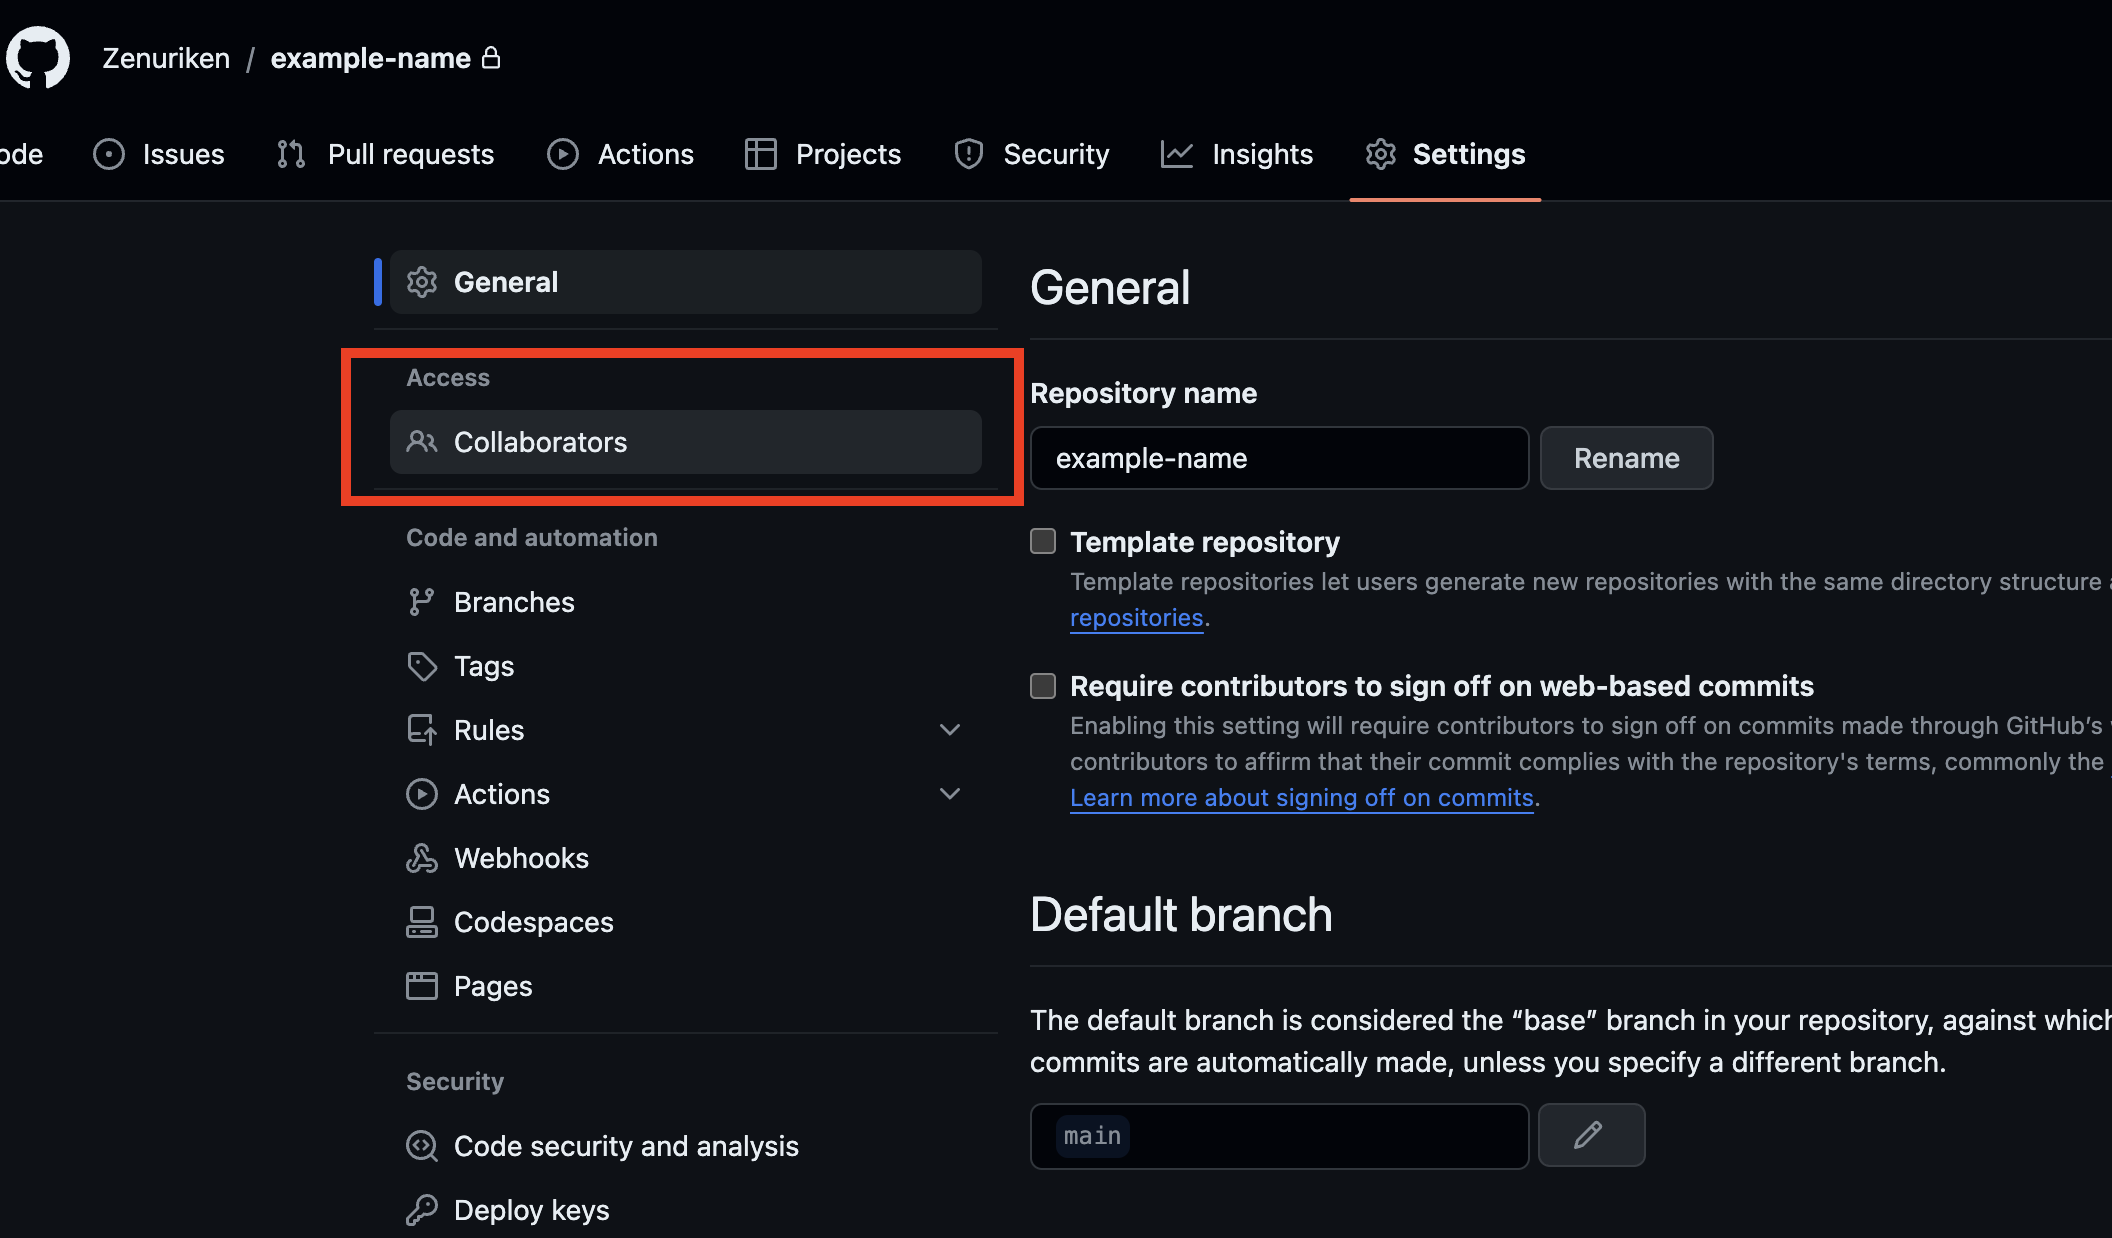 Zenuriken / example-name
ode Issues Pull requests Actions Projects Security Insights Settings
General
Access
Collaborators
Code and automation
Branches
Tags
Rules
Actions
Webhooks
Codespaces
Pages
Security
Code security and analysis
Deploy keys
General
Repository name
example-name Rename
Template repository
Template repositories let users generate new repositories with the same directory structure
repositories.
Require contributors to sign off on web-based commits
Enabling this setting will require contributors to sign off on commits made through GitHub’s
contributors to affirm that their commit complies with the repository's terms, commonly the
Learn more about signing off on commits.
Default branch
The default branch is considered the “base” branch in your repository, against which
commits are automatically made, unless you specify a different branch.
main